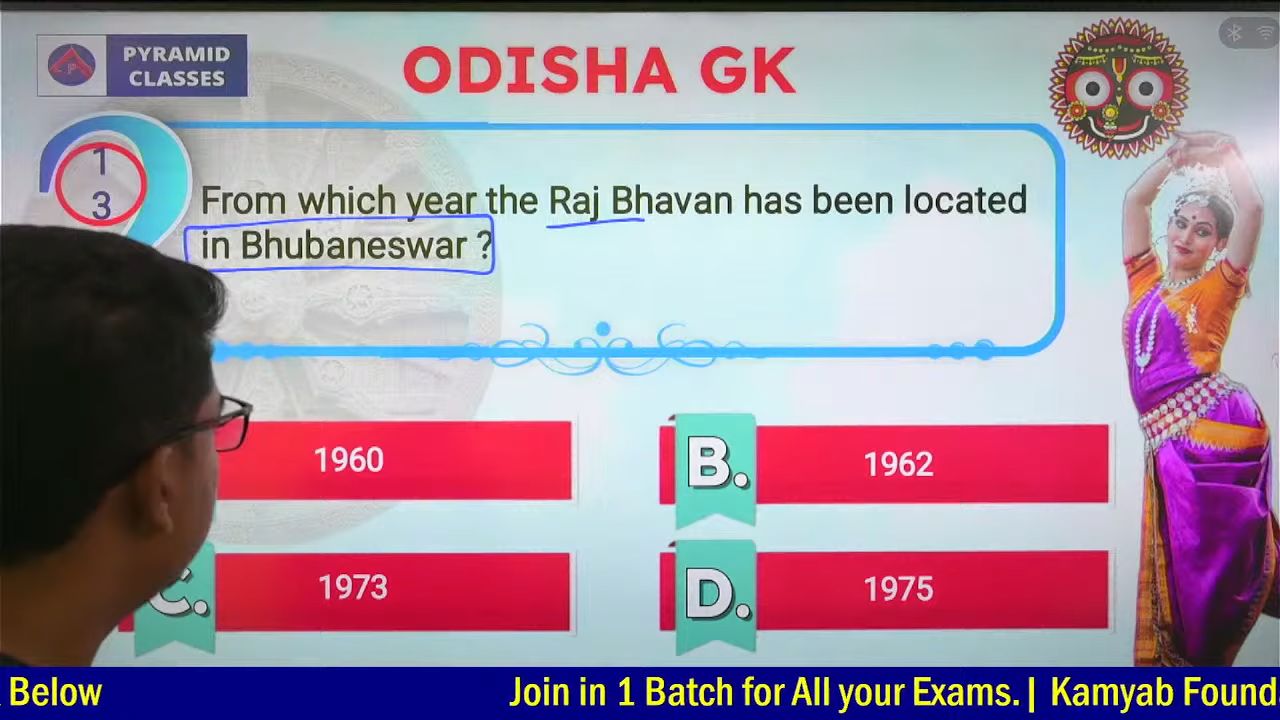 PYRAMID
CLASSES
ODISHA GK
1
3
From which year the Raj Bhavan has been located
in Bhubaneswar ?
1960
B.
1962
C.
1973
D.
1975
Below
Join in 1 Batch for All your Exams. | Kamyab Found